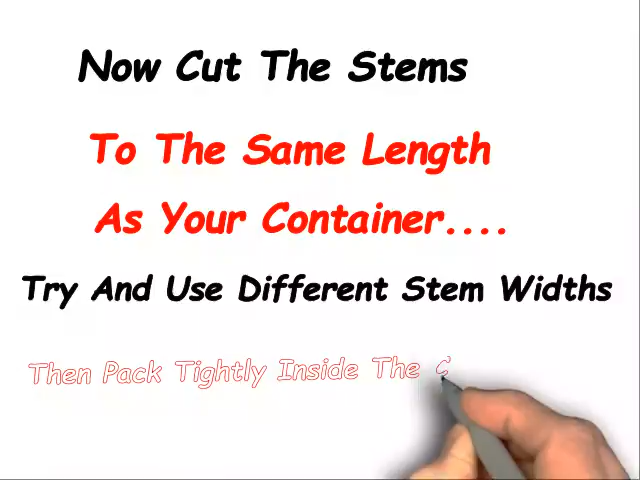 Now Cut The Stems
To The Same Length
As Your Container....
Try And Use Different Stem Widths
Then Pack Tightly Inside The